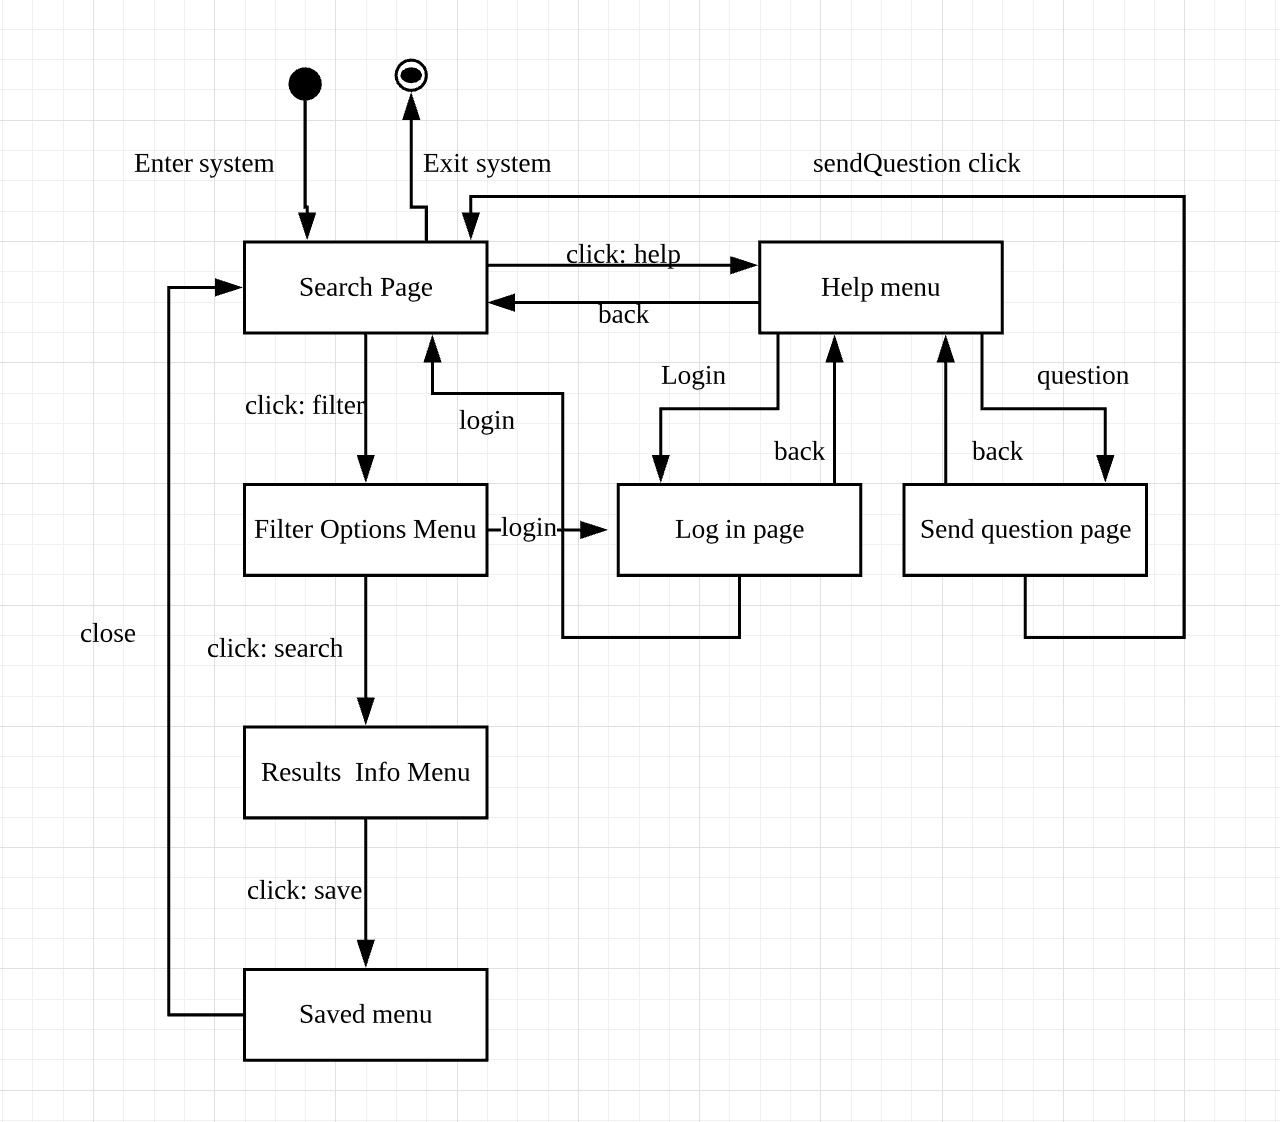 Enter system
Exit system
sendQuestion click
click: help
Search Page
Help menu
back
Login
question
click: filter
login
back
back
Filter Options Menu
login
Log in page
Send question page
close
click: search
Results  Info Menu
click: save
Saved menu